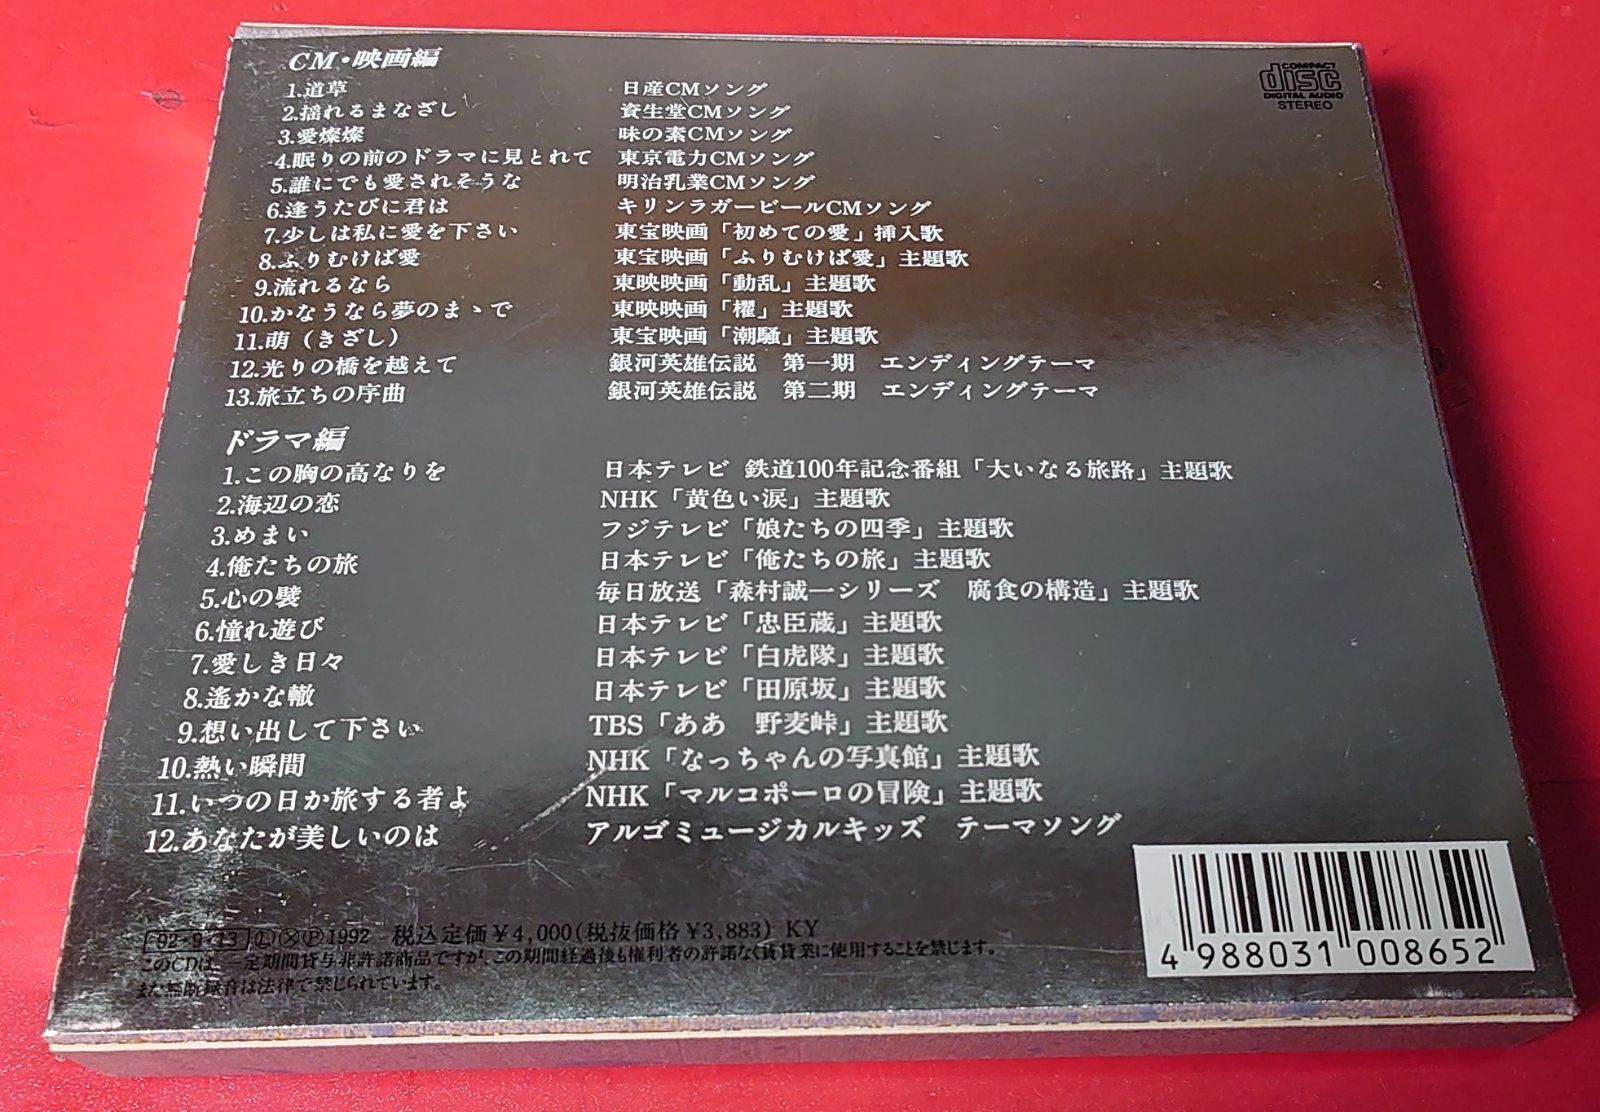 CM・映画編
COMPACT
disc
DIGITAL AUDIO
STEREO
1.道草 日産CMソング
2.揺れるまなざし 資生堂CMソング
3.愛燦燦 味の素CMソング
4.眠りの前のドラマに見とれて 東京電力CMソング
5.誰にでも愛されそうな 明治乳業CMソング
6.逢うたびに君は キリンラガービールCMソング
7.少しは私に愛を下さい 東宝映画「初めての愛」挿入歌
8.ふりむけば愛 東宝映画「ふりむけば愛」主題歌
9.流れるなら 東映映画「動乱」主題歌
10.かなうなら夢のまゝで 東映映画「櫂」主題歌
11.萌（きざし） 東宝映画「潮騒」主題歌
12.光りの橋を越えて 銀河英雄伝説　第一期　エンディングテーマ
13.旅立ちの序曲 銀河英雄伝説　第二期　エンディングテーマ
ドラマ編
1.この胸の高なりを 日本テレビ 鉄道100年記念番組「大いなる旅路」主題歌
2.海辺の恋 NHK「黄色い涙」主題歌
3.めまい フジテレビ「娘たちの四季」主題歌
4.俺たちの旅 日本テレビ「俺たちの旅」主題歌
5.心の襞 毎日放送「森村誠一シリーズ　腐食の構造」主題歌
6.憧れ遊び 日本テレビ「忠臣蔵」主題歌
7.愛しき日々 日本テレビ「白虎隊」主題歌
8.遙かな轍 日本テレビ「田原坂」主題歌
9.想い出して下さい TBS「ああ　野麦峠」主題歌
10.熱い瞬間 NHK「なっちゃんの写真館」主題歌
11.いつの日か旅する者よ NHK「マルコポーロの冒険」主題歌
12.あなたが美しいのは アルゴミュージカルキッズ　テーマソング
92・9・13 Ⓛ Ⓧ Ⓟ1992 税込定価￥4,000(税抜価格￥3,883) KY
このCDは、一定期間貸与非許諾商品ですが、この期間経過後も権利者の許諾なく賃貸業に使用することを禁じます。
また無断録音は法律で禁じられています。
4 988031 008652